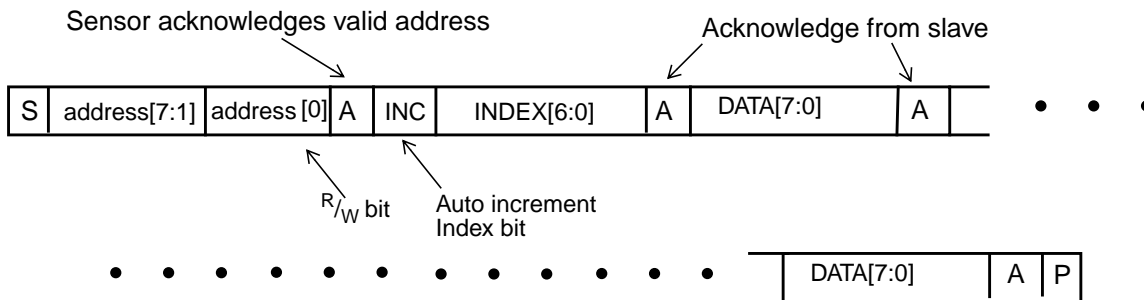 Sensor acknowledges valid address
Acknowledge from slave
S address[7:1] address [0] A INC INDEX[6:0] A DATA[7:0] A
R/W bit
Auto increment
Index bit
DATA[7:0] A P